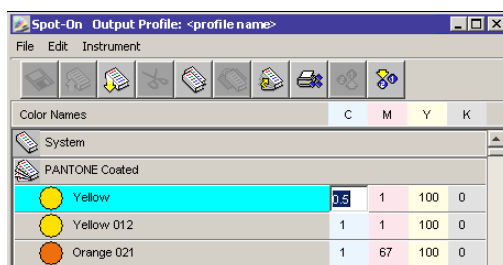 Spot-On Output Profile: <profile name>
File Edit Instrument
Color Names C M Y K
System
PANTONE Coated
Yellow 0.5 1 100 0
Yellow 012 1 1 100 0
Orange 021 1 67 100 0